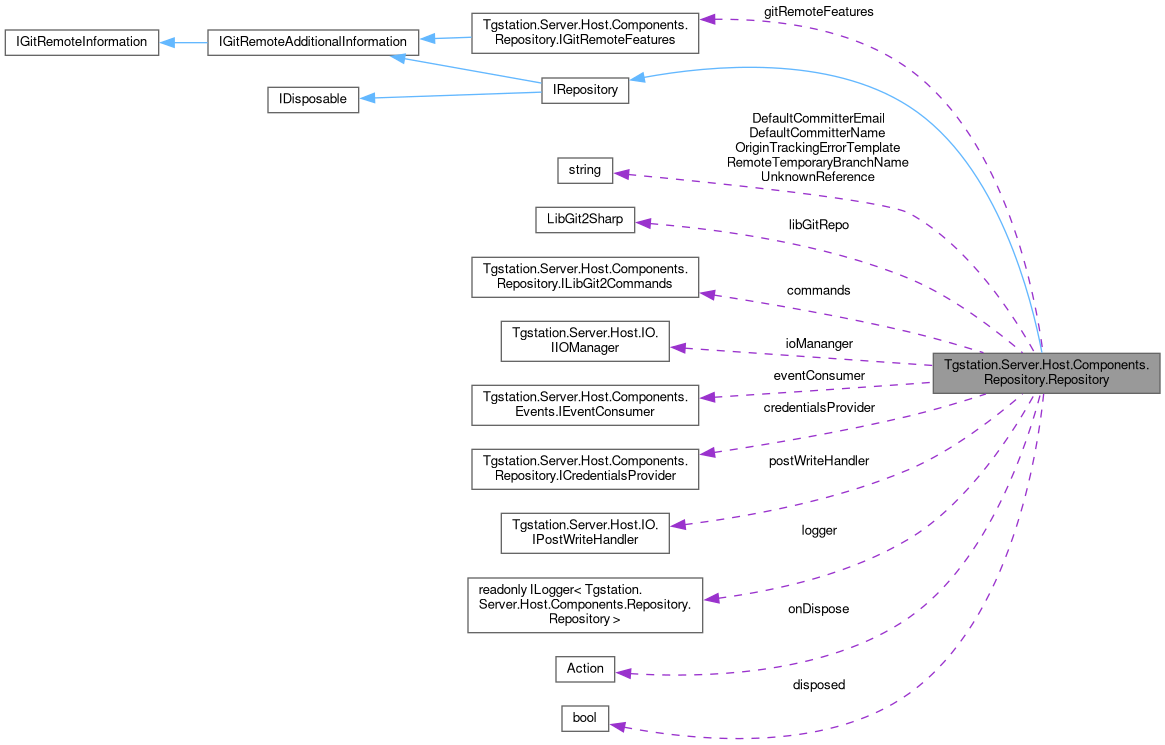 gitRemoteFeatures
Tgstation.Server.Host.Components.
Repository.IGitRemoteFeatures
IGitRemoteInformation
IGitRemoteAdditionalInformation
IRepository
IDisposable
DefaultCommitterEmail
DefaultCommitterName
OriginTrackingErrorTemplate
RemoteTemporaryBranchName
UnknownReference
string
LibGit2Sharp
libGitRepo
Tgstation.Server.Host.Components.
Repository.ILibGit2Commands
commands
Tgstation.Server.Host.IO.
IIOManager
ioMananger
Tgstation.Server.Host.Components.
Repository.Repository
eventConsumer
Tgstation.Server.Host.Components.
Events.IEventConsumer
credentialsProvider
Tgstation.Server.Host.Components.
Repository.ICredentialsProvider
postWriteHandler
Tgstation.Server.Host.IO.
IPostWriteHandler
logger
readonly ILogger< Tgstation.
Server.Host.Components.Repository.
Repository >
onDispose
Action
disposed
bool